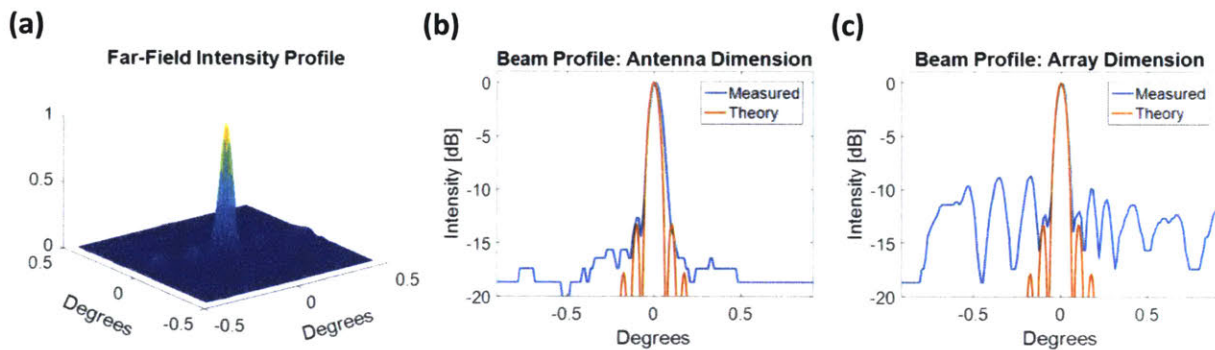 (a)
Far-Field Intensity Profile
1
0.5
0
0.5
0
-0.5
-0.5
0
0.5
Degrees
Degrees
(b)
Beam Profile: Antenna Dimension
Measured
Theory
0
-5
-10
-15
-20
Intensity [dB]
-0.5
0
0.5
Degrees
(c)
Beam Profile: Array Dimension
Measured
Theory
0
-5
-10
-15
-20
Intensity [dB]
-0.5
0
0.5
Degrees